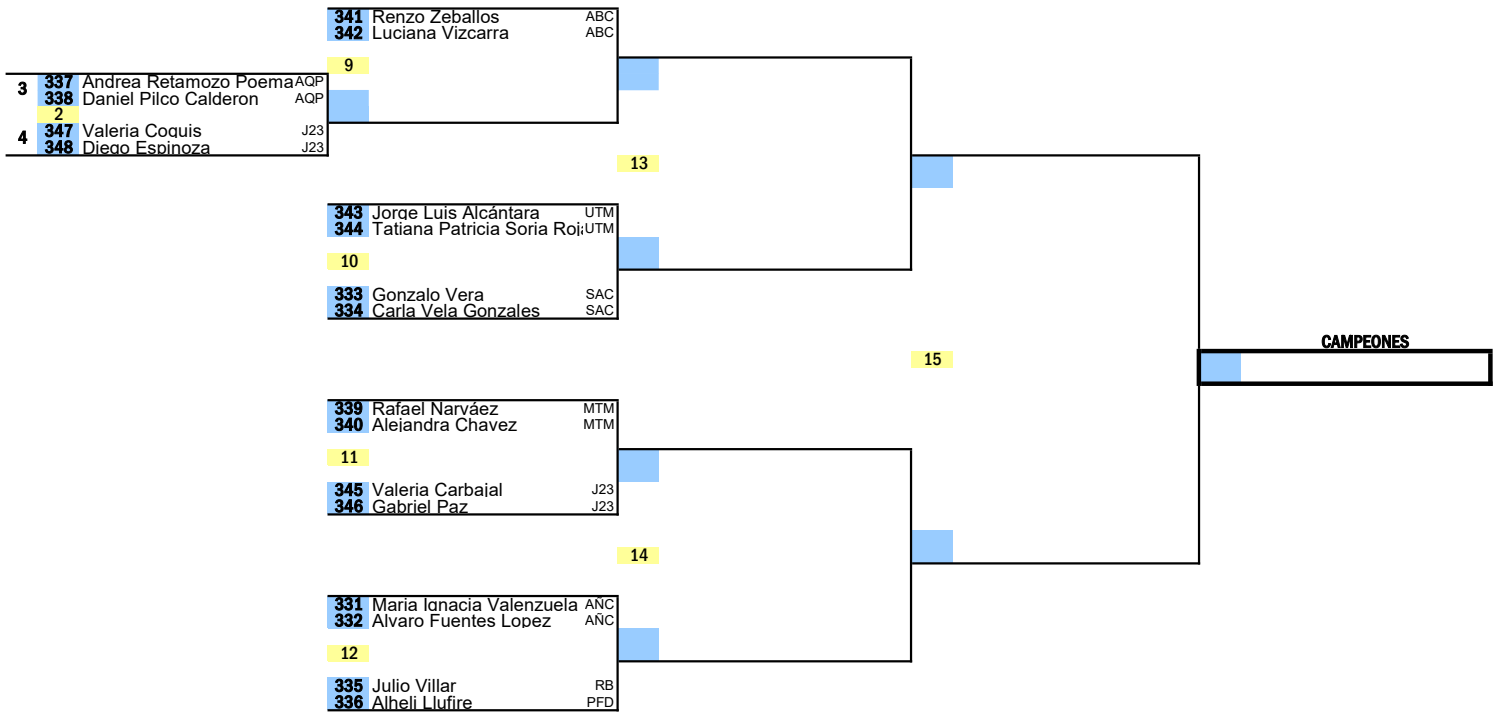 341 Renzo Zeballos ABC
342 Luciana Vizcarra ABC
9
3 337 Andrea Retamozo Poema AQP
338 Daniel Pilco Calderon AQP
2
4 347 Valeria Coquis J23
348 Diego Espinoza J23
13
343 Jorge Luis Alcántara UTM
344 Tatiana Patricia Soria Roj UTM
10
333 Gonzalo Vera SAC
334 Carla Vela Gonzales SAC
CAMPEONES
15
339 Rafael Narváez MTM
340 Alejandra Chavez MTM
11
345 Valeria Carbajal J23
346 Gabriel Paz J23
14
331 Maria Ignacia Valenzuela AÑC
332 Alvaro Fuentes Lopez AÑC
12
335 Julio Villar RB
336 Alheli Llufire PFD